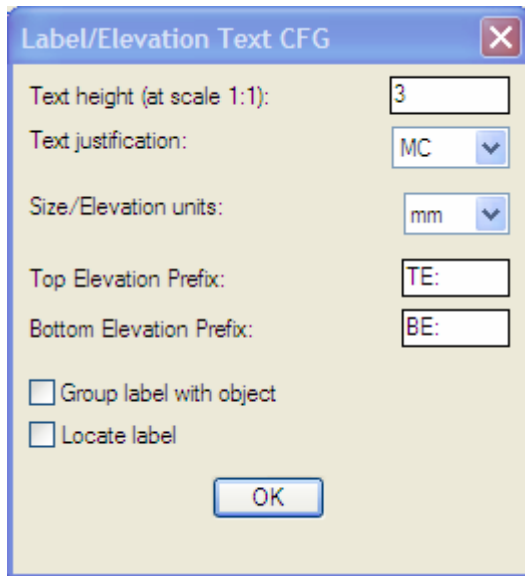 Label/Elevation Text CFG
Text height (at scale 1:1): 3
Text justification: MC
Size/Elevation units: mm
Top Elevation Prefix: TE:
Bottom Elevation Prefix: BE:
Group label with object
Locate label
OK